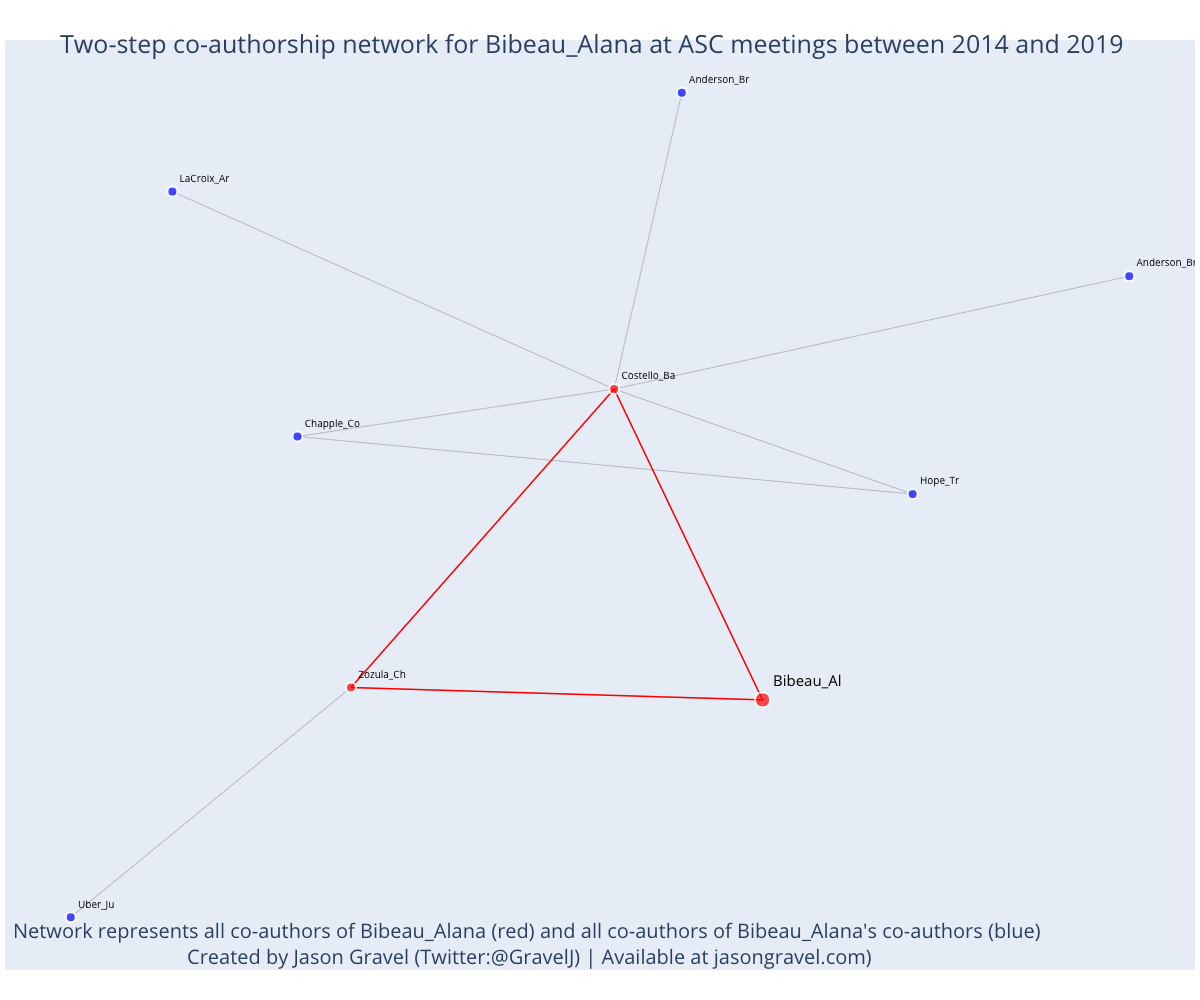 Two-step co-authorship network for Bibeau_Alana at ASC meetings between 2014 and 2019
Anderson_Br
LaCroix_Ar
Anderson_Br
Costello_Ba
Chapple_Co
Hope_Tr
Zozula_Ch
Bibeau_Al
Uber_Ju
Network represents all co-authors of Bibeau_Alana (red) and all co-authors of Bibeau_Alana's co-authors (blue)
Created by Jason Gravel (Twitter:@GravelJ) | Available at jasongravel.com)